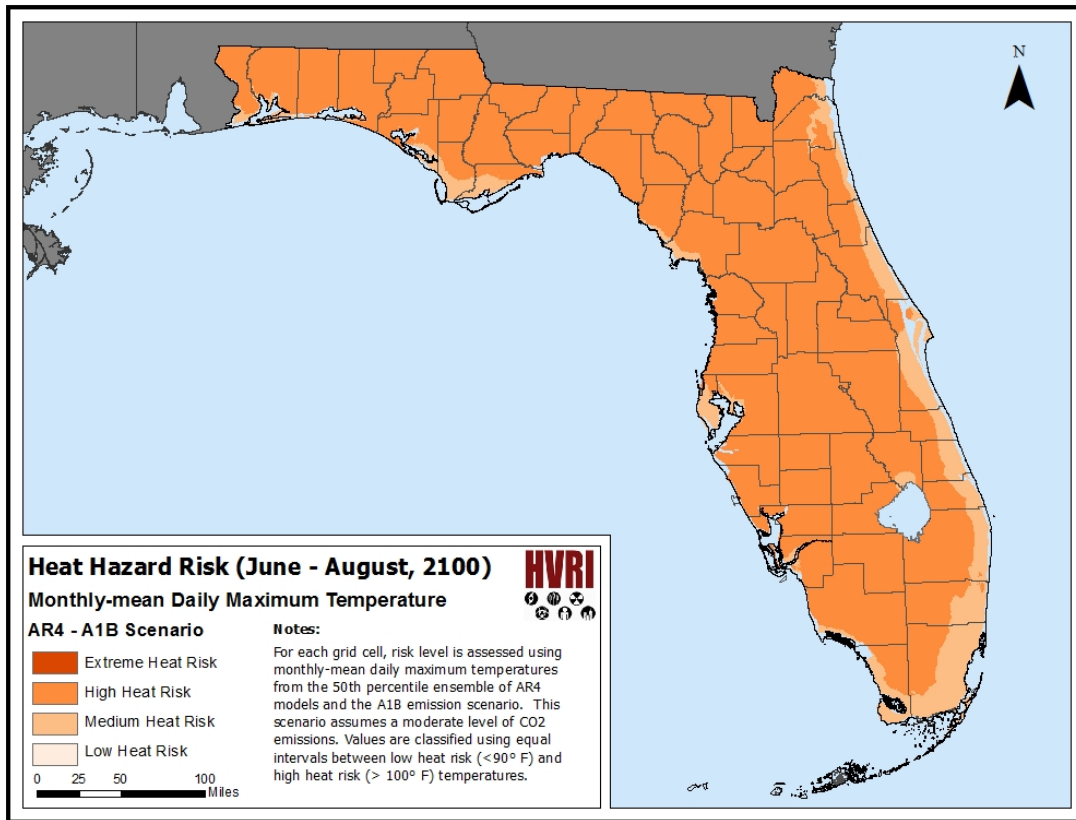 N
Heat Hazard Risk (June - August, 2100)
Monthly-mean Daily Maximum Temperature
HVRI
AR4 - A1B Scenario
Extreme Heat Risk
High Heat Risk
Medium Heat Risk
Low Heat Risk
0 25 50 100
Miles
Notes:
For each grid cell, risk level is assessed using
monthly-mean daily maximum temperatures
from the 50th percentile ensemble of AR4
models and the A1B emission scenario. This
scenario assumes a moderate level of CO2
emissions. Values are classified using equal
intervals between low heat risk (<90° F) and
high heat risk (> 100° F) temperatures.